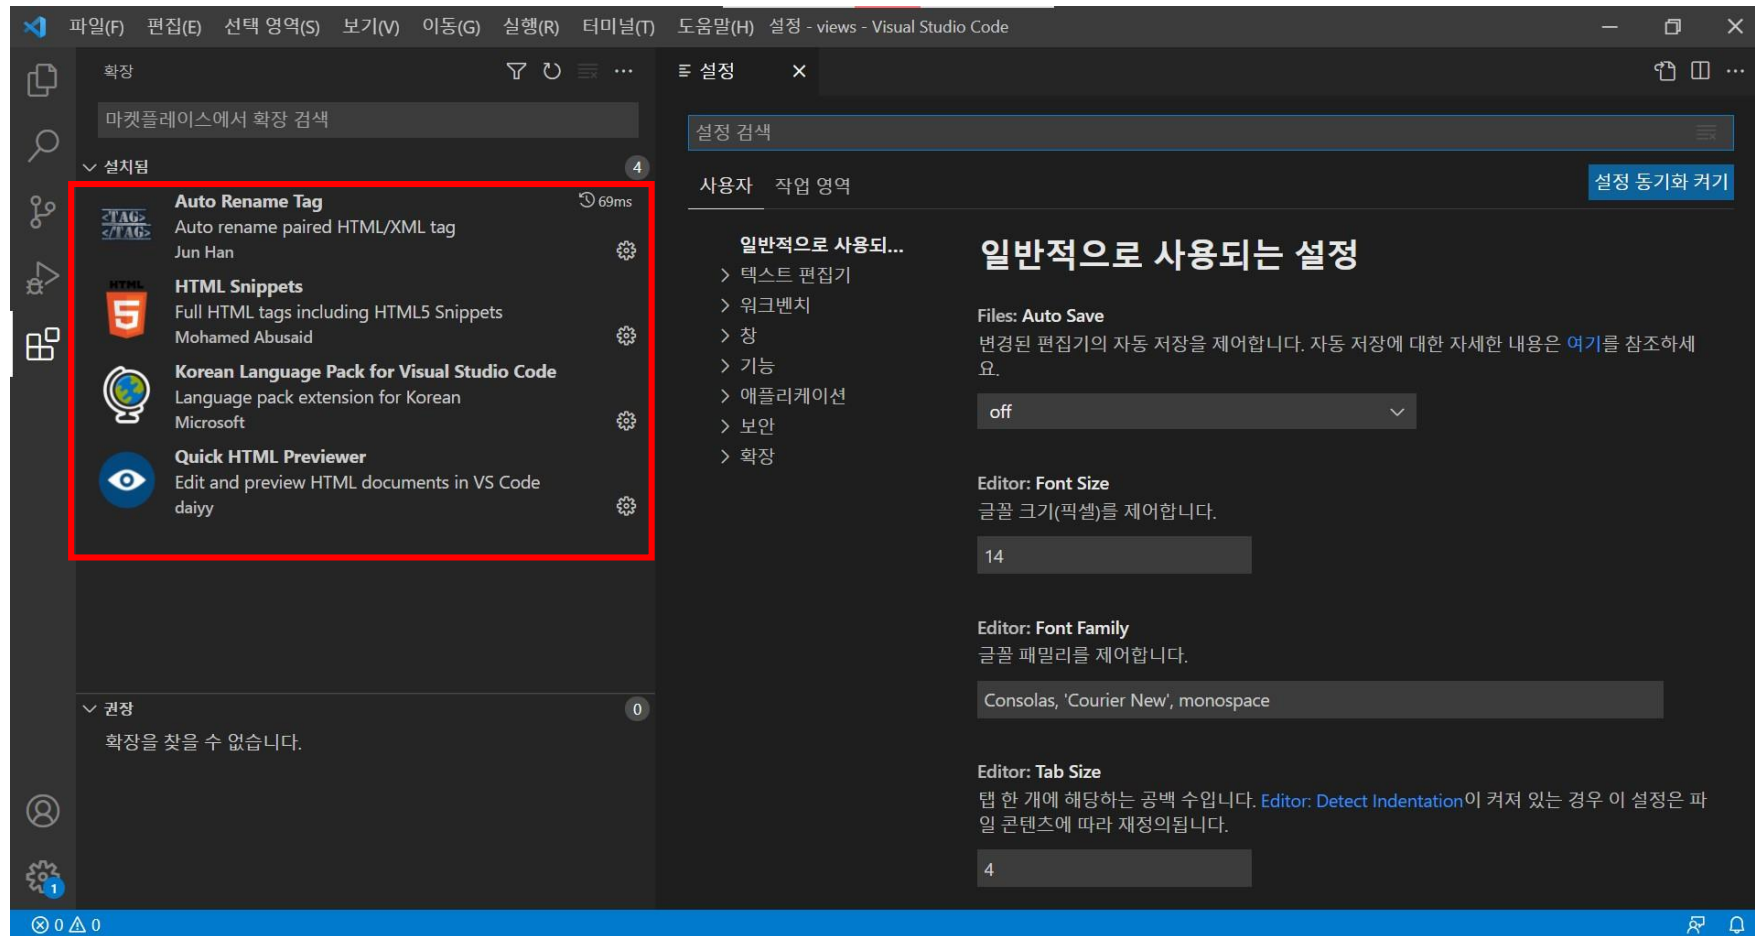 파일(F) 편집(E) 선택 영역(S) 보기(V) 이동(G) 실행(R) 터미널(T) 도움말(H) 설정 - views - Visual Studio Code
확장
마켓플레이스에서 확장 검색
설치됨 4
Auto Rename Tag 69ms
Auto rename paired HTML/XML tag
Jun Han
<TAG>
</TAG>
HTML Snippets
Full HTML tags including HTML5 Snippets
Mohamed Abusaid
HTML
5
Korean Language Pack for Visual Studio Code
Language pack extension for Korean
Microsoft
Quick HTML Previewer
Edit and preview HTML documents in VS Code
daiyy
권장 0
확장을 찾을 수 없습니다.
1
설정
설정 검색
사용자 작업 영역
설정 동기화 켜기
일반적으로 사용되...
텍스트 편집기
워크벤치
창
기능
애플리케이션
보안
확장
일반적으로 사용되는 설정
Files: Auto Save
변경된 편집기의 자동 저장을 제어합니다. 자동 저장에 대한 자세한 내용은 여기를 참조하세
요.
off
Editor: Font Size
글꼴 크기(픽셀)를 제어합니다.
14
Editor: Font Family
글꼴 패밀리를 제어합니다.
Consolas, 'Courier New', monospace
Editor: Tab Size
탭 한 개에 해당하는 공백 수입니다. Editor: Detect Indentation이 켜져 있는 경우 이 설정은 파
일 콘텐츠에 따라 재정의됩니다.
4
0 0